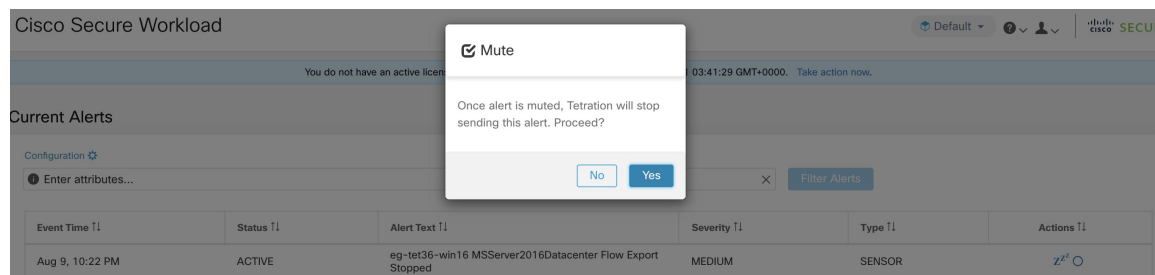 Cisco Secure Workload
Default
CISCO SECU
Mute
You do not have an active licen
03:41:29 GMT+0000. Take action now.
Once alert is muted, Tetration will stop
sending this alert. Proceed?
Current Alerts
Configuration
Enter attributes...
No Yes
Filter Alerts
Event Time Status Alert Text Severity Type Actions
Aug 9, 10:22 PM ACTIVE eg-tet36-win16 MSServer2016Datacenter Flow Export MEDIUM SENSOR zzz
Stopped